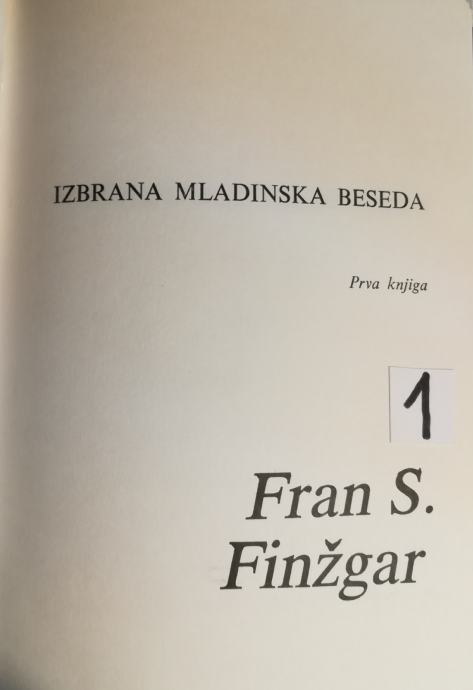 IZBRANA MLADINSKA BESEDA
Prva knjiga
1
Fran S.
Finžgar